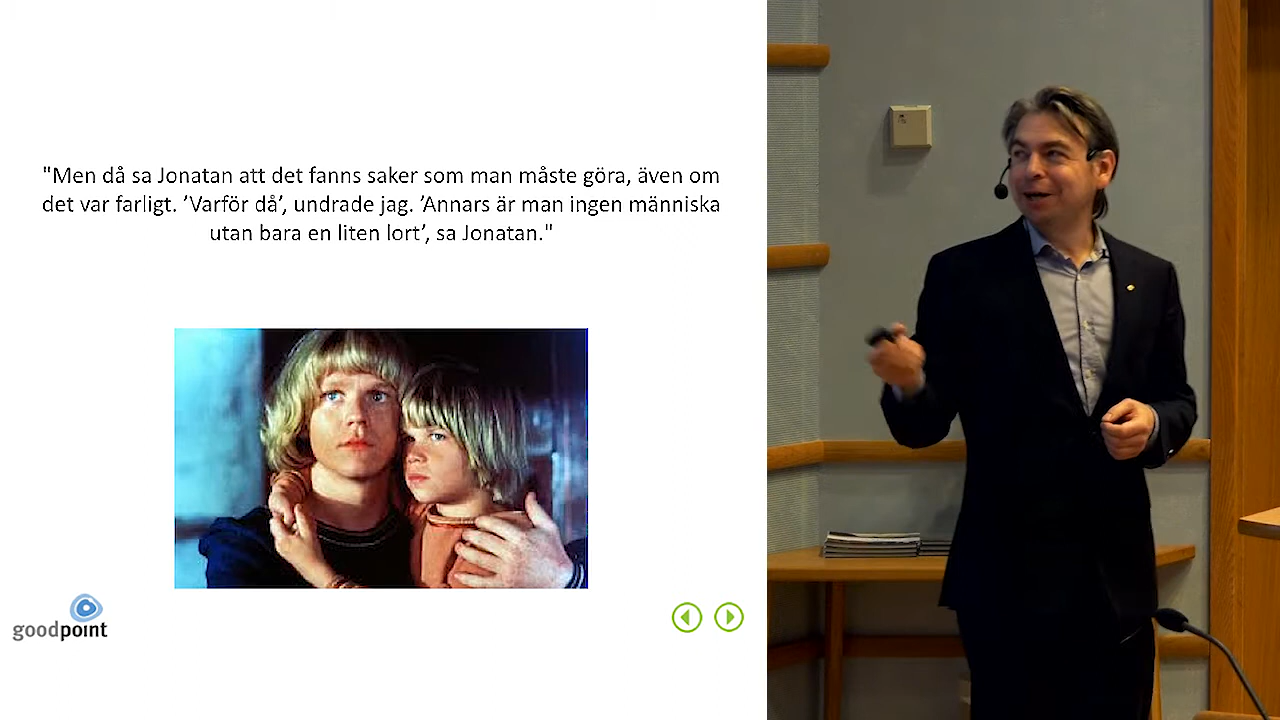 "Men då sa Jonatan att det fanns saker som man måste göra, även om
det var farligt. ’Varför då’, undrade jag. ’Annars är man ingen människa
utan bara en liten lort’, sa Jonatan."
goodpoint